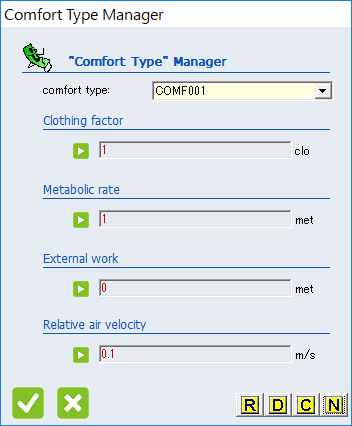 Comfort Type Manager
"Comfort Type" Manager
comfort type: COMF001
Clothing factor
1 clo
Metabolic rate
1 met
External work
0 met
Relative air velocity
0.1 m/s
R D C N